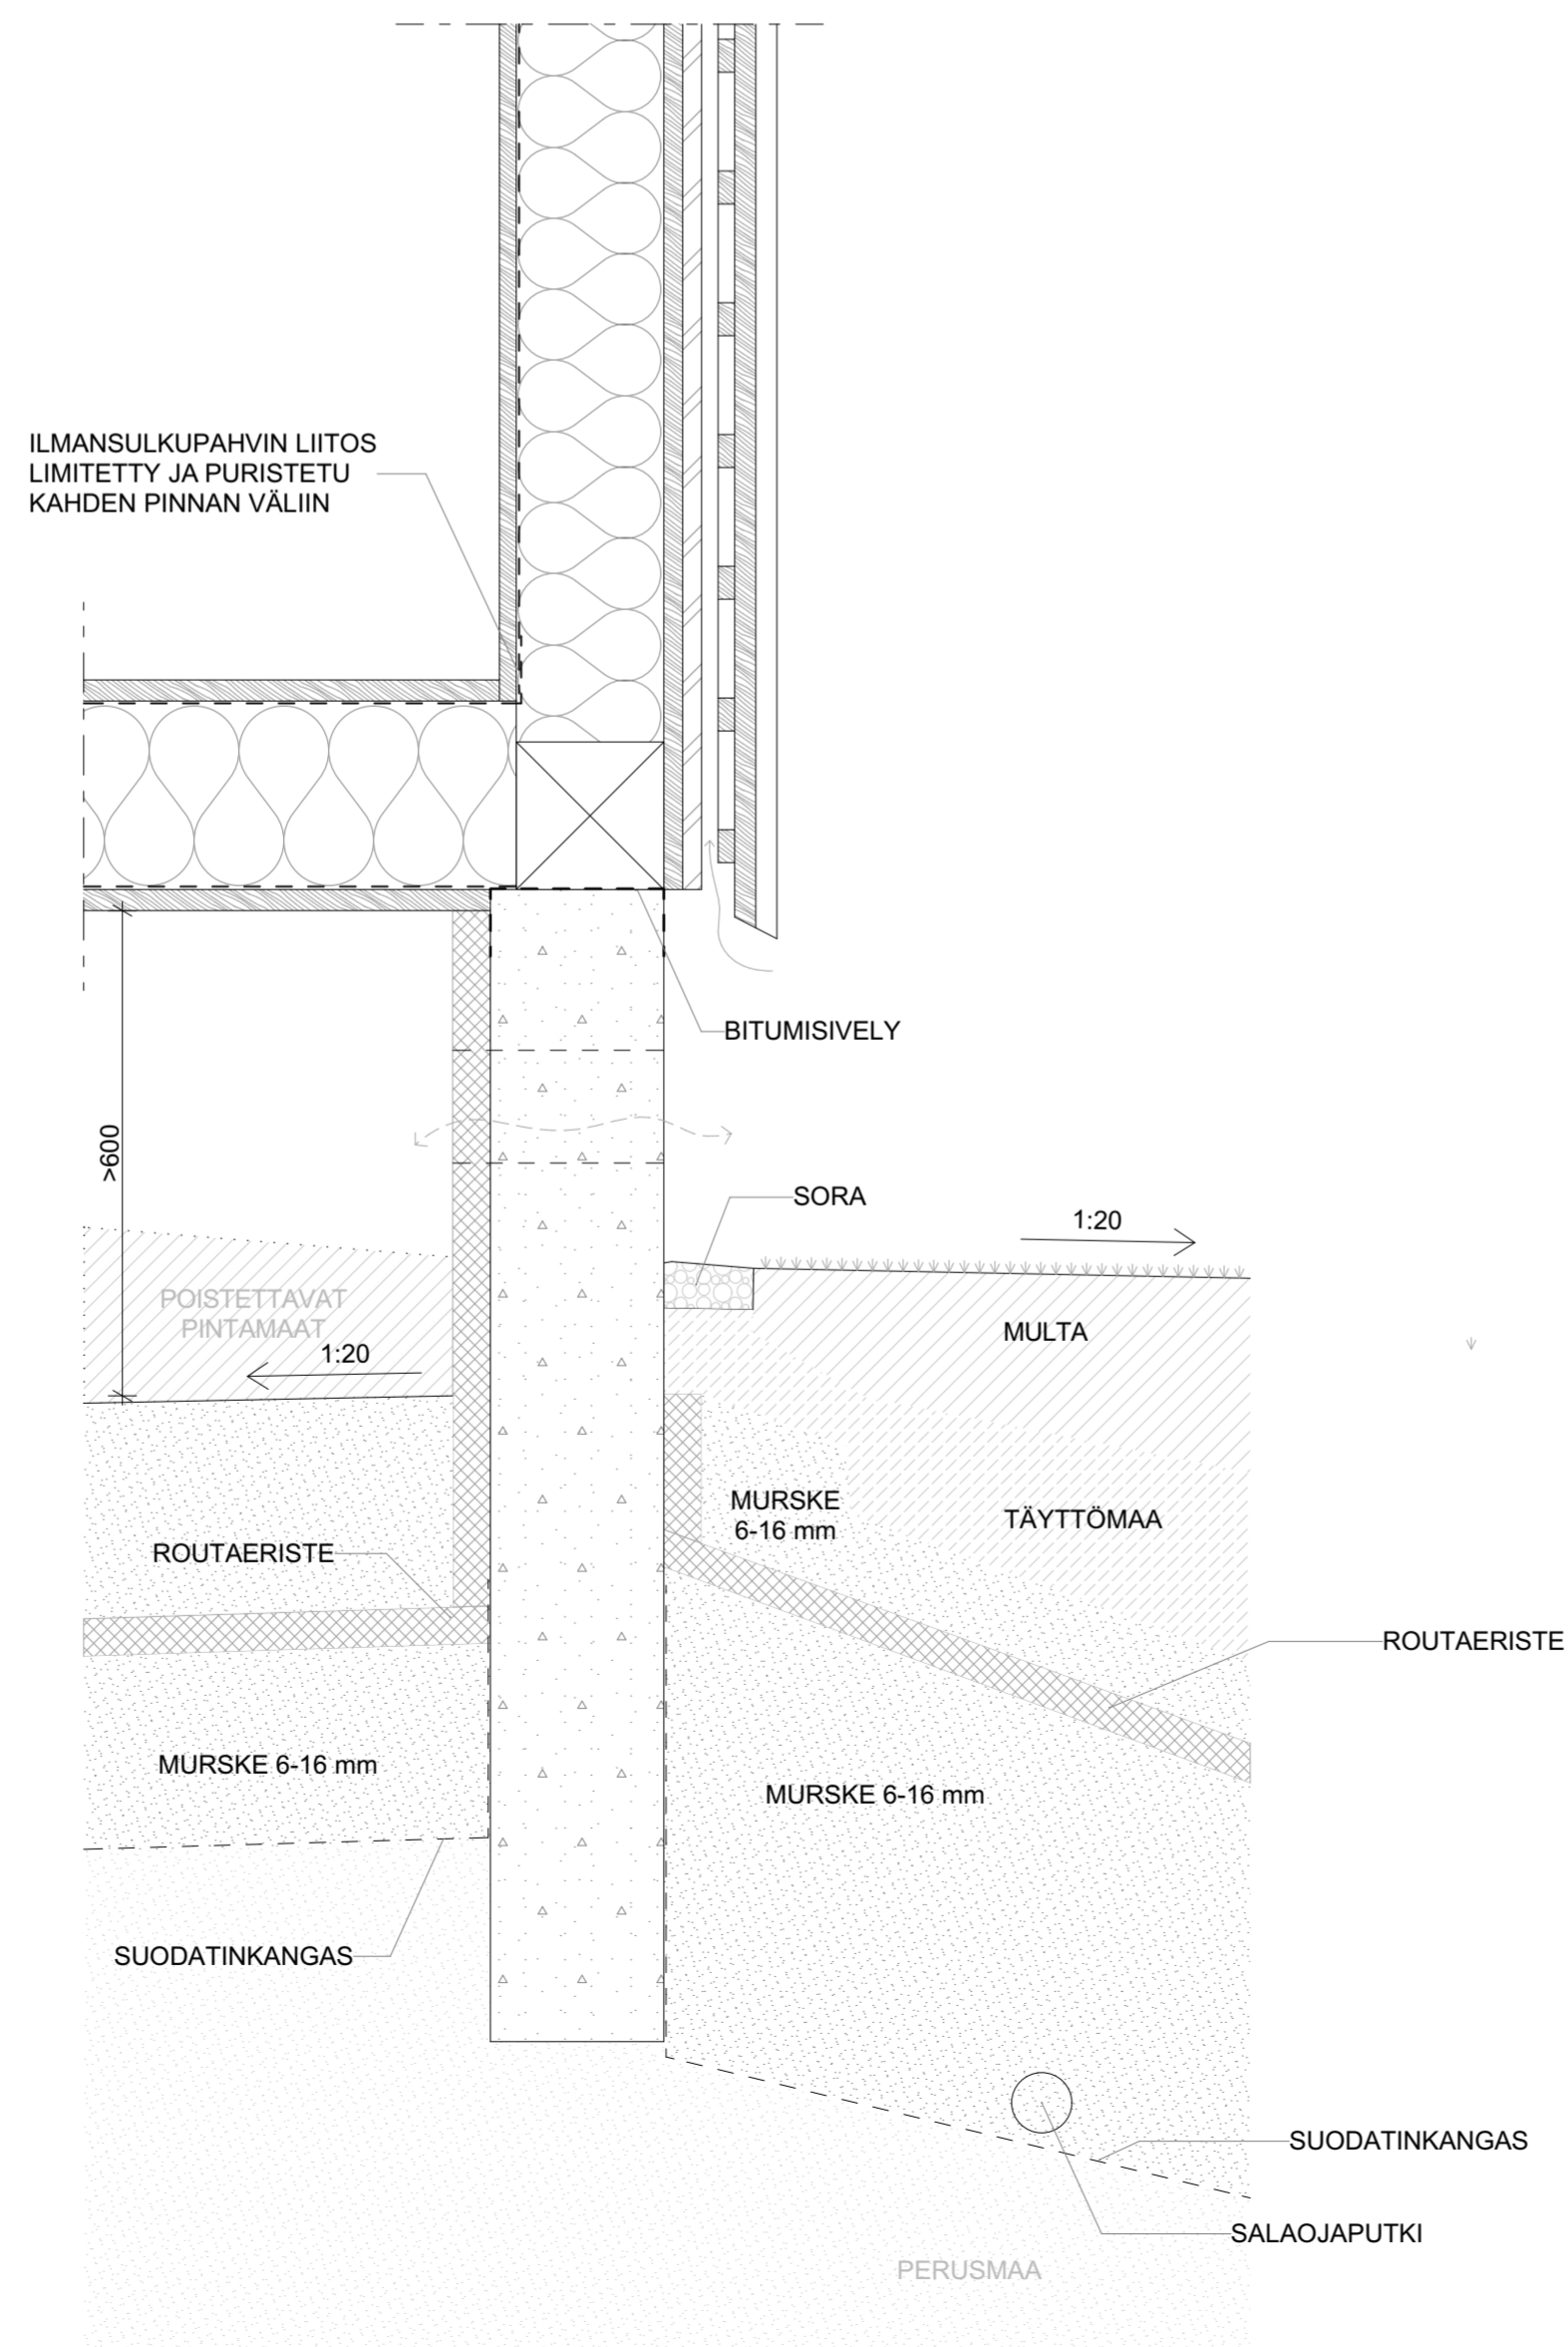 ILMANSULKUPAHVIN LIITOS
LIMITETTY JA PURISTETU
KAHDEN PINNAN VÄLIIN
BITUMISIVELY
>600
SORA
1:20
POISTETTAVAT
PINTAMAAT
1:20
MULTA
MURSKE
6-16 mm
TÄYTTÖMAA
ROUTAERISTE
ROUTAERISTE
MURSKE 6-16 mm
MURSKE 6-16 mm
SUODATINKANGAS
SUODATINKANGAS
SALAOJAPUTKI
PERUSMAA